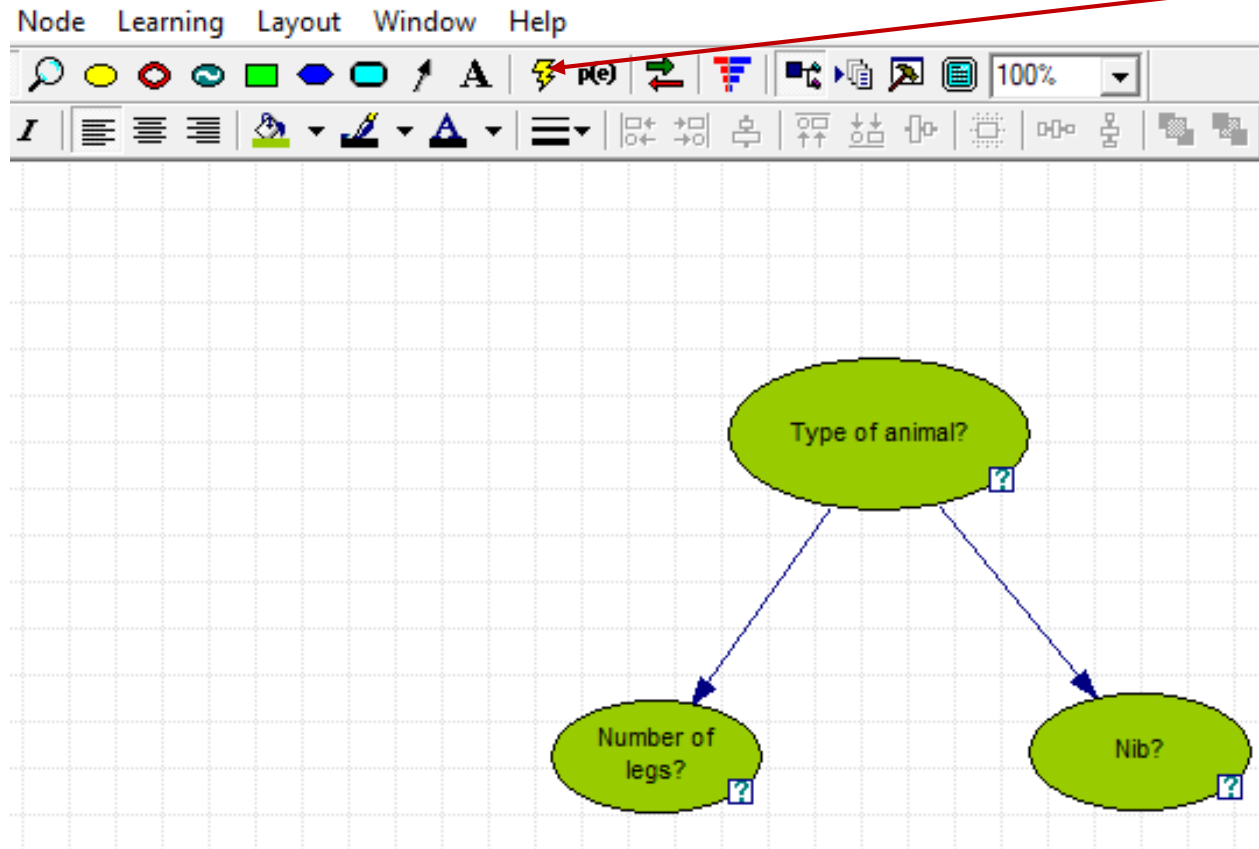 Node Learning Layout Window Help
A p(e) 100%
I A
Type of animal?
?
Number of
legs?
?
Nib?
?